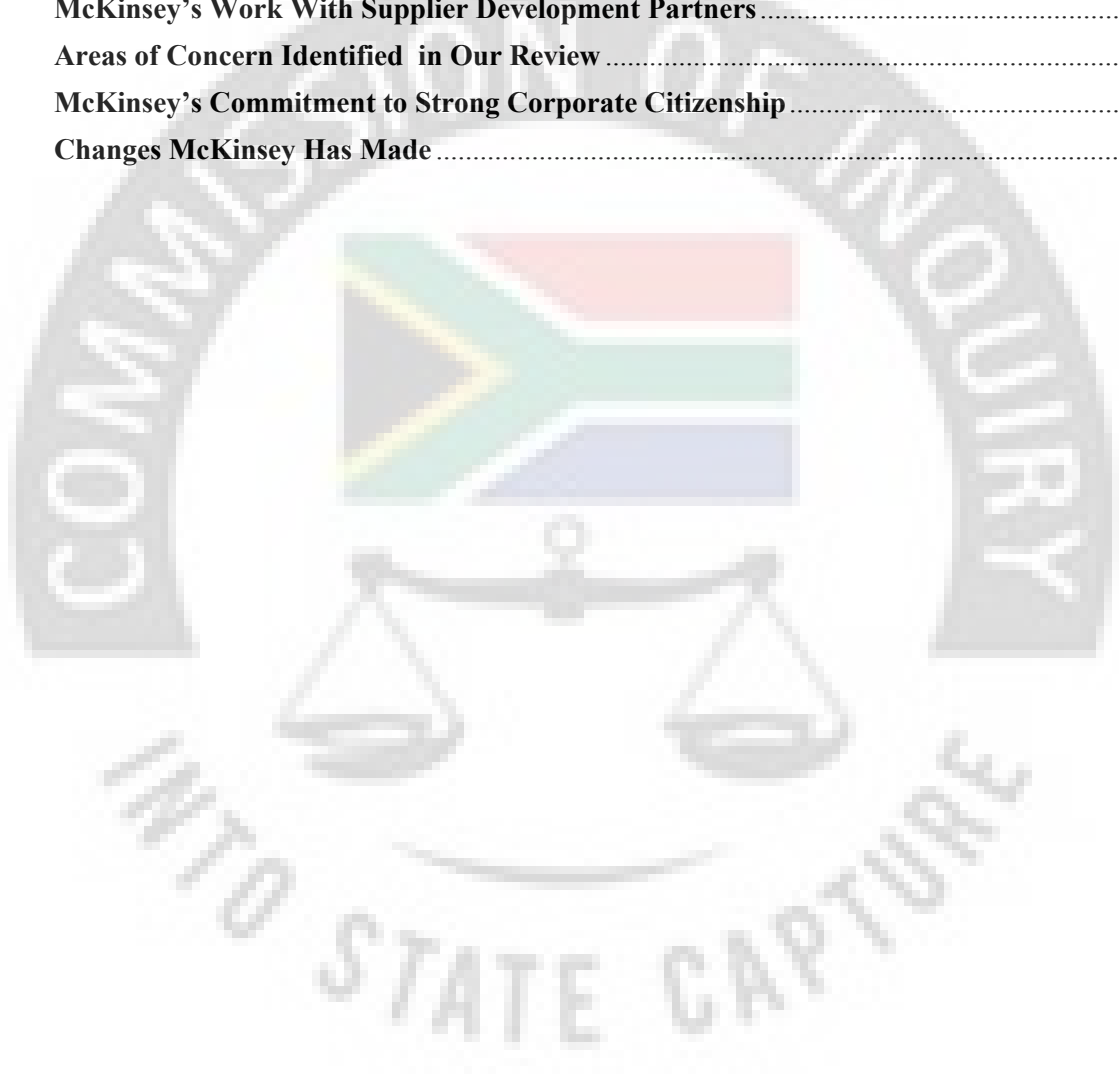 McKinsey’s Work With Supplier Development Partners................................................
Areas of Concern Identified  in Our Review................................................................
McKinsey’s Commitment to Strong Corporate Citizenship.............................................
Changes McKinsey Has Made.................................................................................
COMMISSION OF INQUIRY
INTO STATE CAPTURE